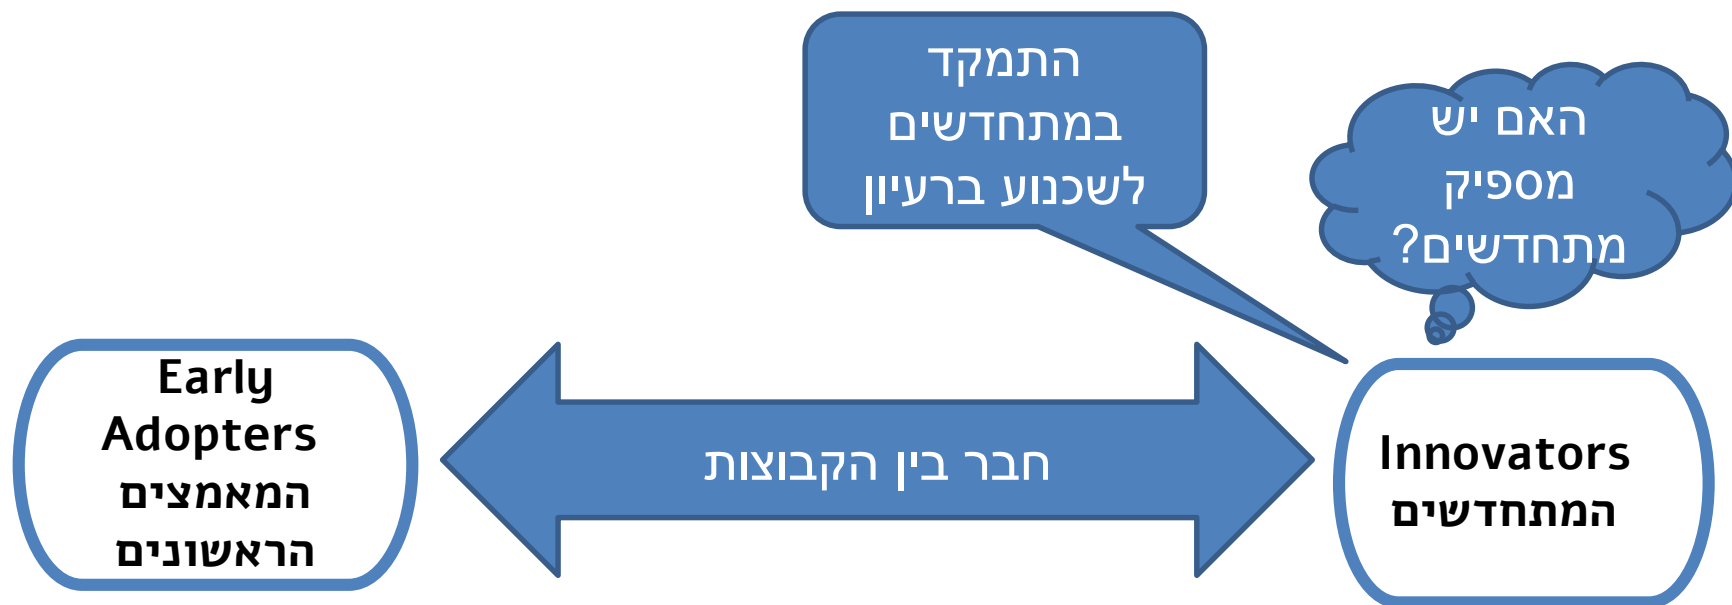 התמקד
במתחדשים
לשכנוע ברעיון
האם יש
מספיק
מתחדשים?
Innovators
המתחדשים
חבר בין הקבוצות
Early
Adopters
המאמצים
הראשונים